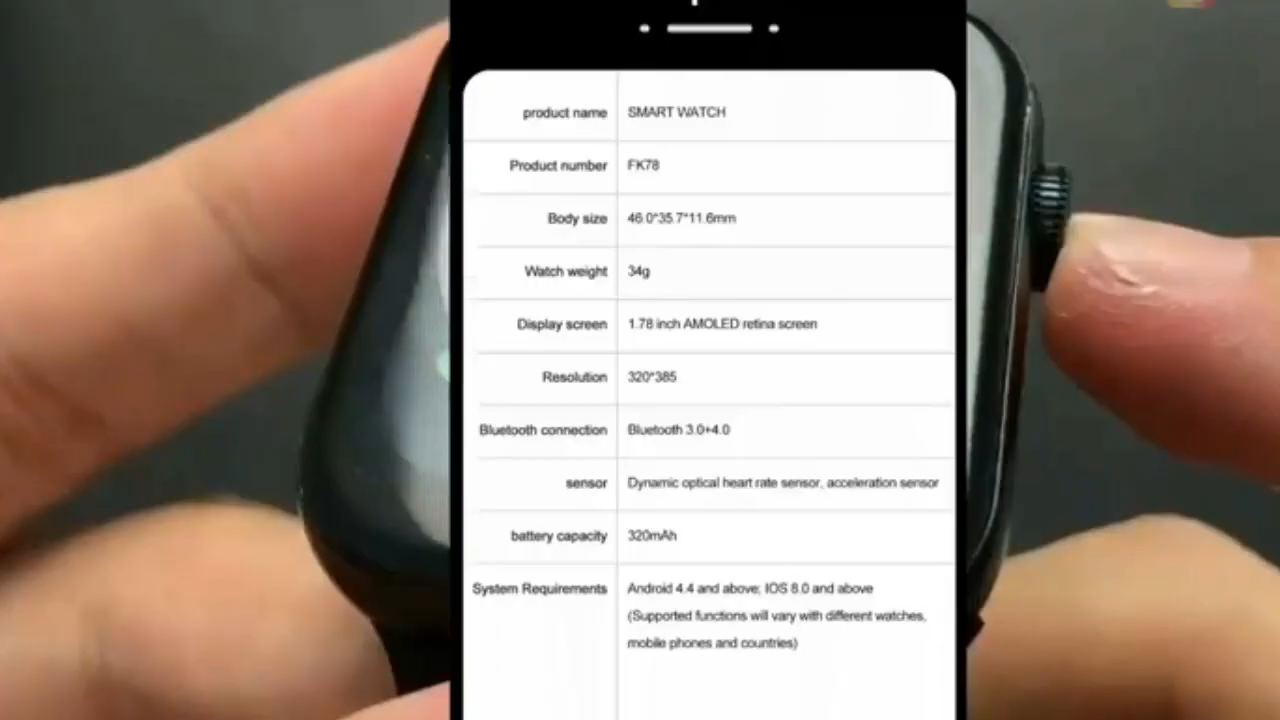 product name SMART WATCH
Product number FK78
Body size 46.0*35.7*11.6mm
Watch weight 34g
Display screen 1.78 inch AMOLED retina screen
Resolution 320*385
Bluetooth connection Bluetooth 3.0+4.0
sensor Dynamic optical heart rate sensor, acceleration sensor
battery capacity 320mAh
System Requirements Android 4.4 and above; IOS 8.0 and above
(Supported functions will vary with different watches,
mobile phones and countries)